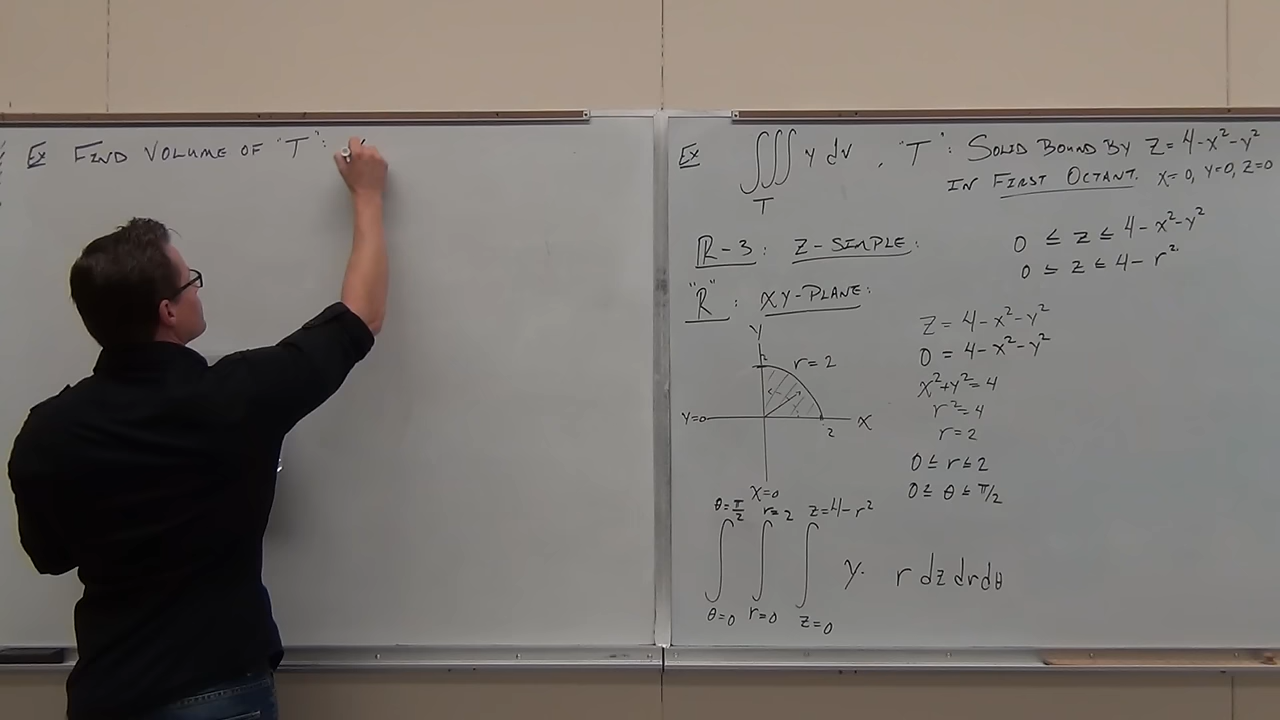 Ex FIND VOLUME OF "T":
Ex ∭ y dv , "T": SOLID BOUND BY Z = 4-x²-y²
T
IN FIRST OCTANT. X=0, Y=0, Z=0
R-3: Z-SIMPLE:
0 ≤ z ≤ 4-x²-y²
0 ≤ z ≤ 4-r²
"R": XY-PLANE:
Y
Z = 4-x²-y²
0 = 4-x²-y²
2
r=2
x²+y²=4
r²=4
Y=0
X
2
r=2
0 ≤ r ≤ 2
X=0
0 ≤ θ ≤ π/2
θ=π/2 r=2 z=4-r²
∫ ∫ ∫ y· r dz dr dθ
θ=0 r=0 z=0